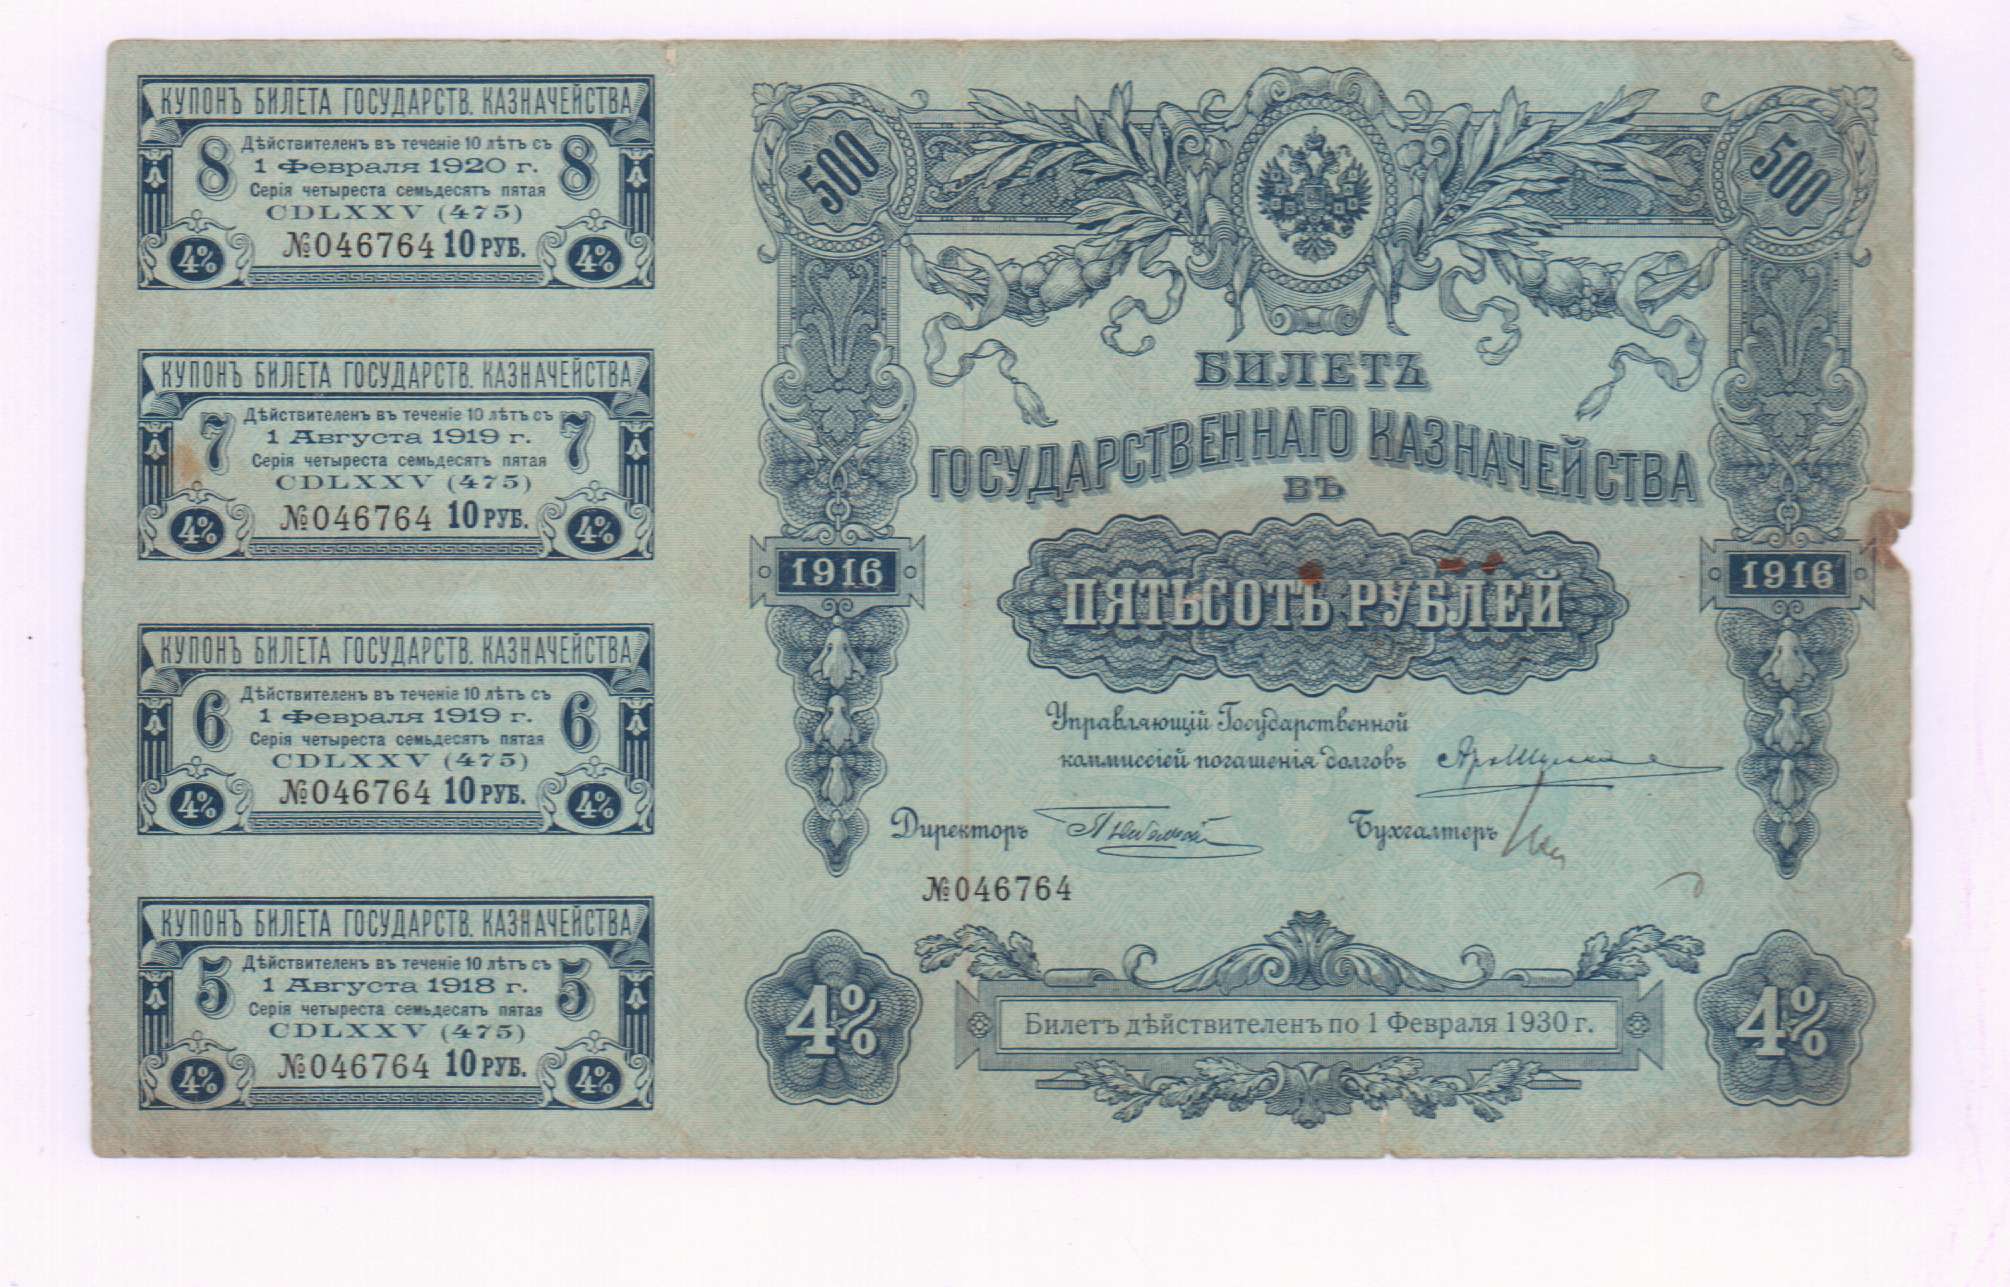 КУПОНЪ БИЛЕТА ГОСУДАРСТВ. КАЗНАЧЕЙСТВА
8 Дѣйствителенъ въ теченіе 10 лѣтъ съ 8
1 Февраля 1920 г.
Серія четыреста семьдесятъ пятая
CDLXXV (475)
4% №046764 10 РУБ. 4%
КУПОНЪ БИЛЕТА ГОСУДАРСТВ. КАЗНАЧЕЙСТВА
7 Дѣйствителенъ въ теченіе 10 лѣтъ съ 7
1 Августа 1919 г.
Серія четыреста семьдесятъ пятая
CDLXXV (475)
4% №046764 10 РУБ. 4%
КУПОНЪ БИЛЕТА ГОСУДАРСТВ. КАЗНАЧЕЙСТВА
6 Дѣйствителенъ въ теченіе 10 лѣтъ съ 6
1 Февраля 1919 г.
Серія четыреста семьдесятъ пятая
CDLXXV (475)
4% №046764 10 РУБ. 4%
КУПОНЪ БИЛЕТА ГОСУДАРСТВ. КАЗНАЧЕЙСТВА
5 Дѣйствителенъ въ теченіе 10 лѣтъ съ 5
1 Августа 1918 г.
Серія четыреста семьдесятъ пятая
CDLXXV (475)
4% №046764 10 РУБ. 4%
500 500
БИЛЕТЪ
ГОСУДАРСТВЕННАГО КАЗНАЧЕЙСТВА
ВЪ
1916 ПЯТЬСОТЪ РУБЛЕЙ 1916
Управляющій Государственной
коммиссіей погашенія долговъ
500
Директоръ Бухгалтеръ
№046764
4% Билетъ дѣйствителенъ по 1 Февраля 1930 г. 4%